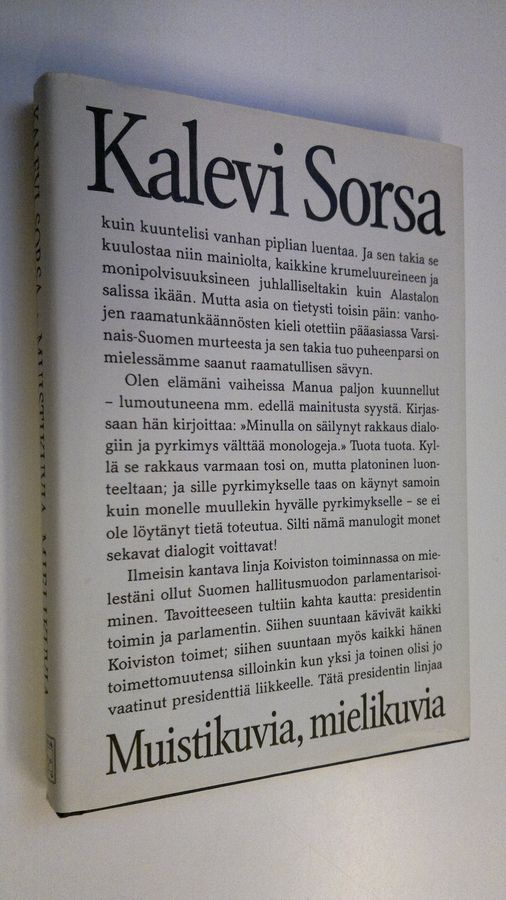 Kalevi Sorsa
kuin kuuntelisi vanhan piplian luentaa. Ja sen takia se
kuulostaa niin mainiolta, kaikkine krumeluureineen ja
monipolvisuuksineen juhlalliseltakin kuin Alastalon
salissa ikään. Mutta asia on tietysti toisin päin: vanho-
jen raamatunkäännösten kieli otettiin pääasiassa Varsi-
nais-Suomen murteesta ja sen takia tuo puheenparsi on
mielessämme saanut raamatullisen sävyn.
Olen elämäni vaiheissa Manua paljon kuunnellut
– lumoutuneena mm. edellä mainitusta syystä. Kirjas-
saan hän kirjoittaa: »Minulla on säilynyt rakkaus dialo-
giin ja pyrkimys välttää monologeja.» Tuota tuota. Kyl-
lä se rakkaus varmaan tosi on, mutta platoninen luon-
teeltaan; ja sille pyrkimykselle taas on käynyt samoin
kuin monelle muullekin hyvälle pyrkimykselle – se ei
ole löytänyt tietä toteutua. Silti nämä manulogit monet
sekavat dialogit voittavat!
Ilmeisin kantava linja Koiviston toiminnassa on mie-
lestäni ollut Suomen hallitusmuodon parlamentarisoi-
minen. Tavoitteeseen tultiin kahta kautta: presidentin
toimin ja parlamentin. Siihen suuntaan kävivät kaikki
Koiviston toimet; siihen suuntaan myös kaikki hänen
toimettomuutensa silloinkin kun yksi ja toinen olisi jo
vaatinut presidenttiä liikkeelle. Tätä presidentin linjaa
Muistikuvia, mielikuvia
KALEVI SORSA · MUISTIKUVIA, MIELIKUVIA